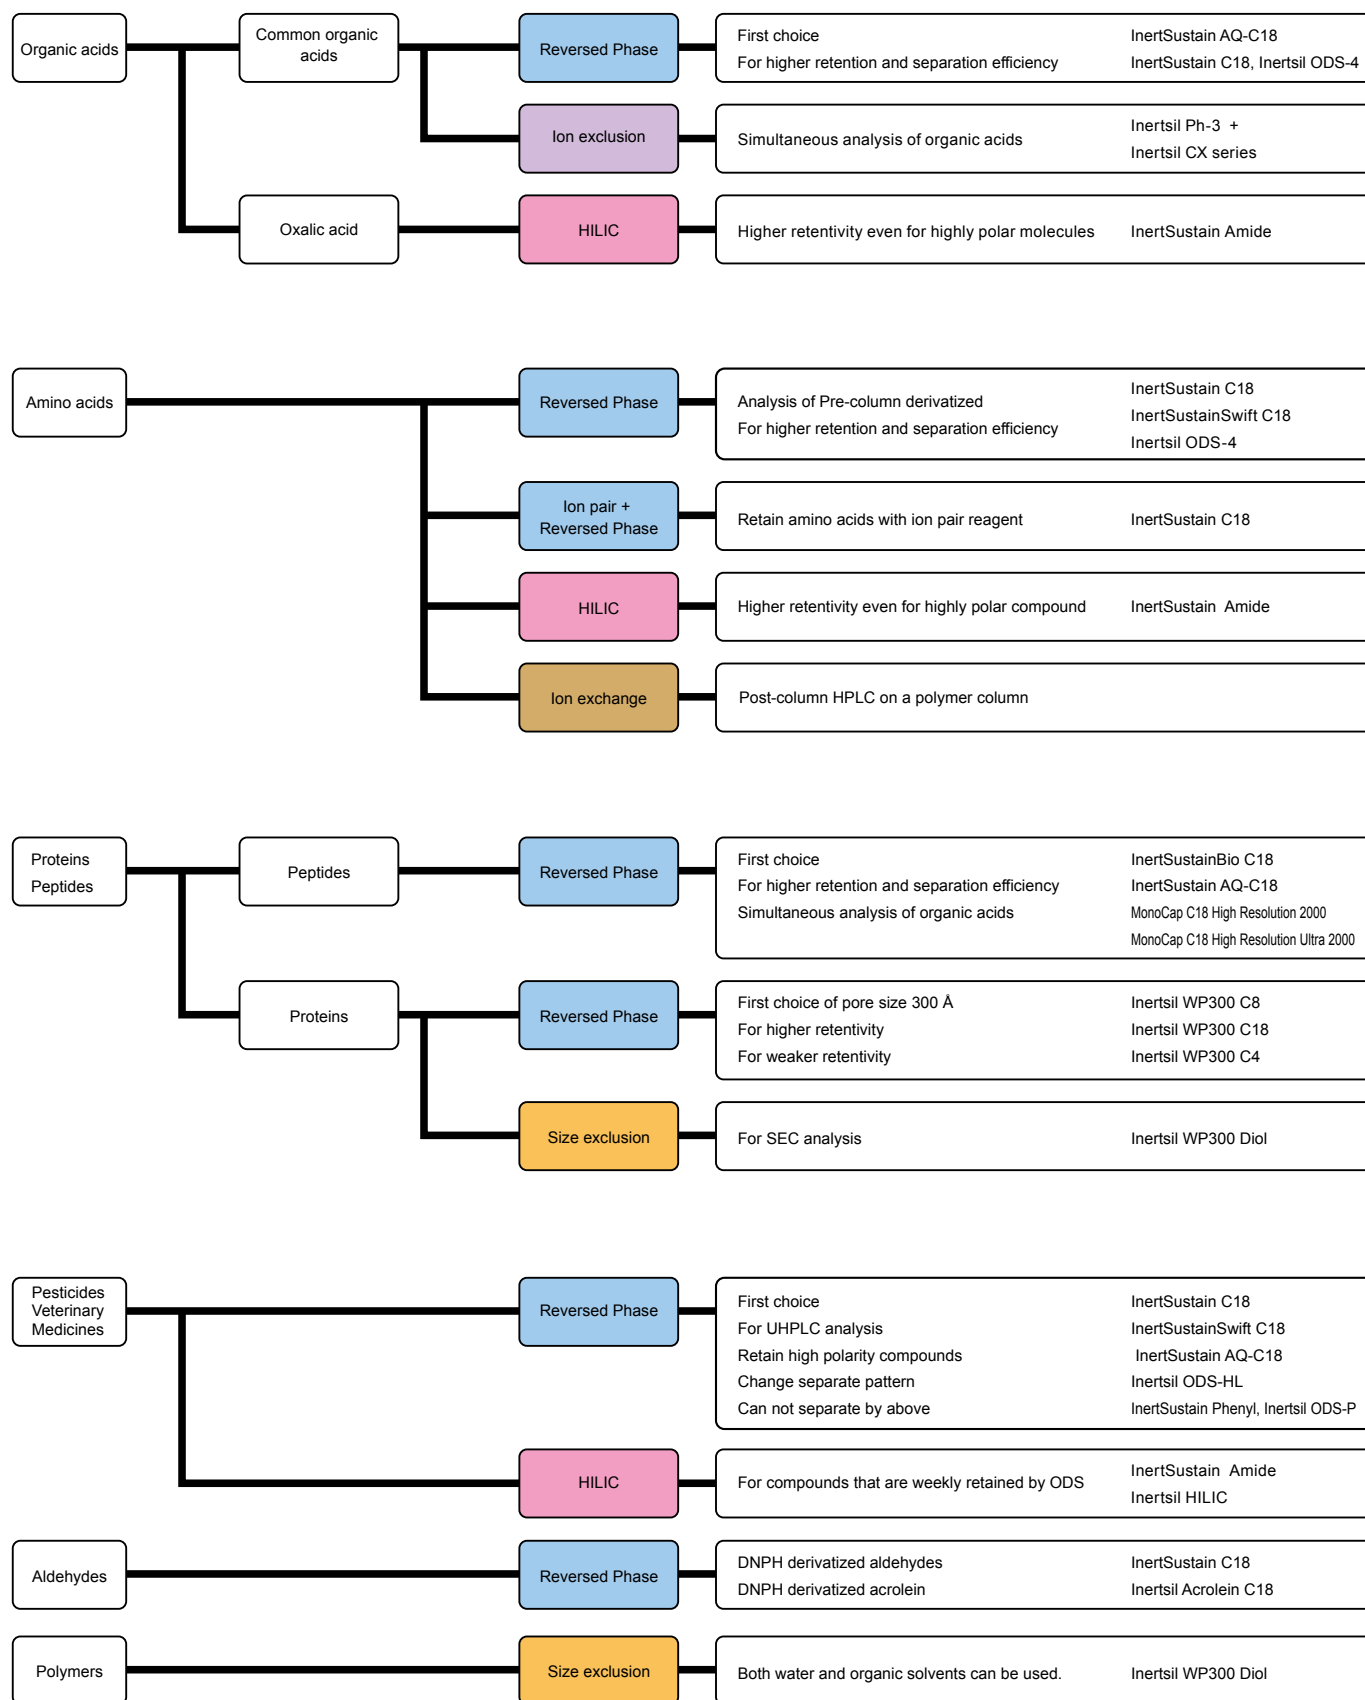 Organic acids
Common organic
acids
Reversed Phase
First choice InertSustain AQ-C18
For higher retention and separation efficiency InertSustain C18, Inertsil ODS-4
Ion exclusion
Simultaneous analysis of organic acids
Inertsil Ph-3 +
Inertsil CX series
Oxalic acid
HILIC
Higher retentivity even for highly polar molecules InertSustain Amide
Amino acids
Reversed Phase
Analysis of Pre-column derivatized
For higher retention and separation efficiency
InertSustain C18
InertSustainSwift C18
Inertsil ODS-4
Ion pair +
Reversed Phase
Retain amino acids with ion pair reagent InertSustain C18
HILIC
Higher retentivity even for highly polar compound InertSustain Amide
Ion exchange
Post-column HPLC on a polymer column
Proteins
Peptides
Peptides
Reversed Phase
First choice InertSustainBio C18
For higher retention and separation efficiency InertSustain AQ-C18
Simultaneous analysis of organic acids MonoCap C18 High Resolution 2000
MonoCap C18 High Resolution Ultra 2000
Proteins
Reversed Phase
First choice of pore size 300 Å Inertsil WP300 C8
For higher retentivity Inertsil WP300 C18
For weaker retentivity Inertsil WP300 C4
Size exclusion
For SEC analysis Inertsil WP300 Diol
Pesticides
Veterinary
Medicines
Reversed Phase
First choice InertSustain C18
For UHPLC analysis InertSustainSwift C18
Retain high polarity compounds InertSustain AQ-C18
Change separate pattern Inertsil ODS-HL
Can not separate by above InertSustain Phenyl, Inertsil ODS-P
HILIC
For compounds that are weekly retained by ODS
InertSustain Amide
Inertsil HILIC
Aldehydes
Reversed Phase
DNPH derivatized aldehydes InertSustain C18
DNPH derivatized acrolein Inertsil Acrolein C18
Polymers
Size exclusion
Both water and organic solvents can be used. Inertsil WP300 Diol